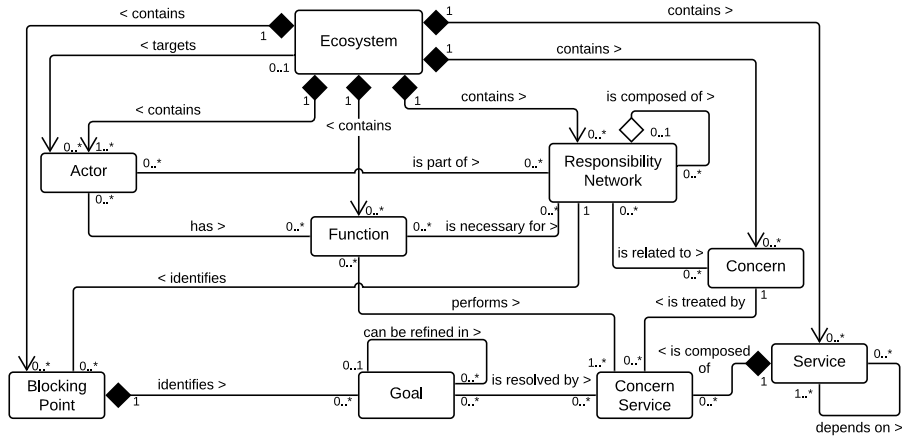 < contains
1
Ecosystem
1
contains >
< targets
0..1
1
contains >
1
1
1
< contains
< contains
contains >
is composed of >
0..1
0..*
0..*
1..*
0..*
Actor
0..*
is part of >
0..*
Responsibility
Network
0..*
0..*
has >
0..*
0..*
Function
0..*
is necessary for >
0..*
1
0..*
is related to >
0..*
0..*
Concern
0..*
1
< identifies
performs >
< is treated by
can be refined in >
0..1
0..*
0..*
0..*
Blocking
Point
1
identifies >
0..*
Goal
0..*
is resolved by >
0..*
1..*
0..*
Concern
Service
0..*
< is composed
of
1
0..*
Service
0..*
1..*
depends on >